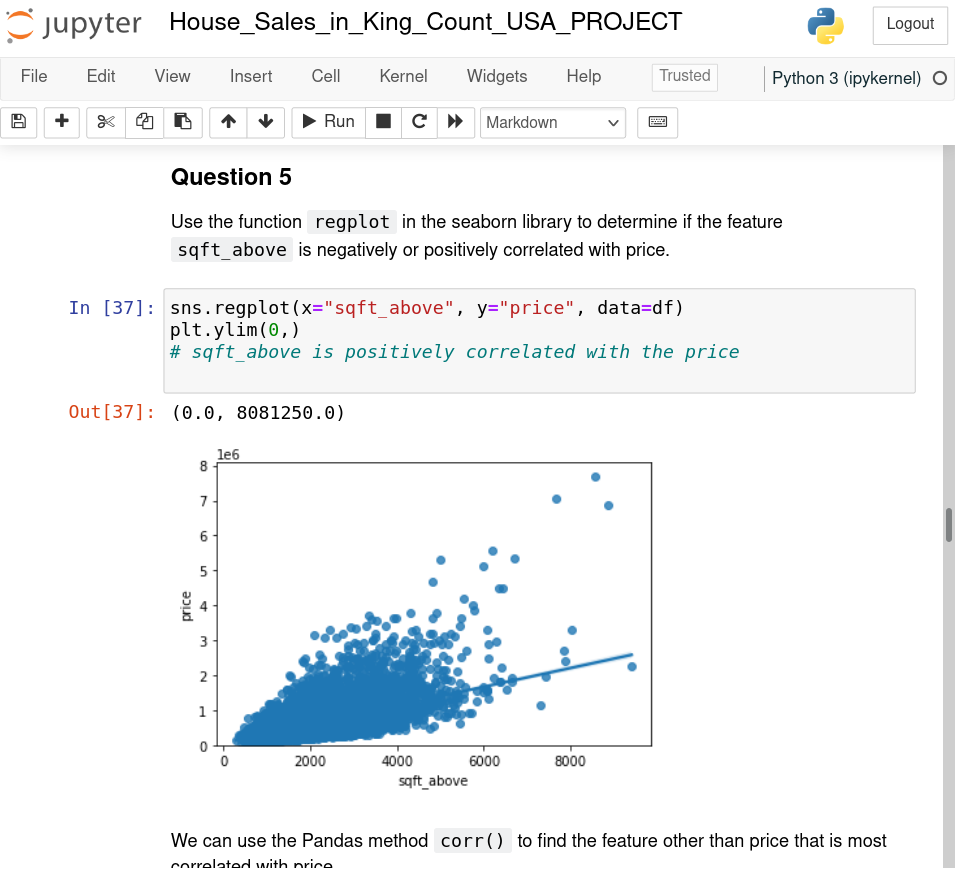 jupyter House_Sales_in_King_Count_USA_PROJECT Logout
File Edit View Insert Cell Kernel Widgets Help Trusted Python 3 (ipykernel)
Run Markdown
Question 5
Use the function regplot in the seaborn library to determine if the feature
sqft_above is negatively or positively correlated with price.
In [37]: sns.regplot(x="sqft_above", y="price", data=df)
plt.ylim(0,)
# sqft_above is positively correlated with the price
Out[37]: (0.0, 8081250.0)
1e6
8
7
6
5
4
3
2
1
0
price
0 2000 4000 6000 8000
sqft_above
We can use the Pandas method corr() to find the feature other than price that is most
correlated with price.